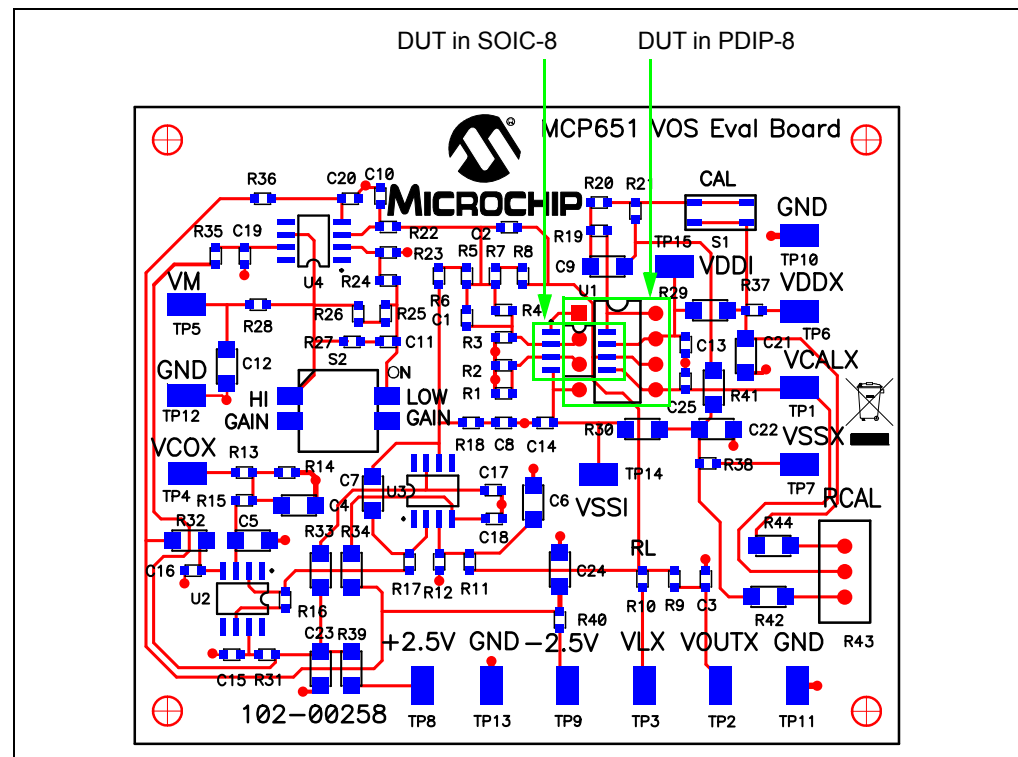 DUT in SOIC-8 DUT in PDIP-8
MCP651 VOS Eval Board
®
MICROCHIP
R36 C20 C10 R20 R21 CAL
GND
R35 C19 R22 C2 R19 S1
R23 R5 R7 R8 TP15 TP10
VM U4 R24 C9 VDDI
R6 U1 R29 R37 VDDX
TP5 R28 R26 R25 C1 R4 TP6
R27 C11 R3 C13 C21 VCALX
C12 S2 ON R2
GND
TP12 HI LOW R1 C25 R41 TP1
GAIN GAIN
R18 C8 C14 R30 C22 VSSX
VCOX R13 R14 C7 C17 R38
TP4 R15 C4 U3 C6 TP14 TP7
VSSI RCAL
R32 C5 R33 R34 C18 R44
C16 R17 R12 R11 C24 RL
U2 R16 R10 R9 C3
R40 R42
C23 R39 +2.5V GND -2.5V VLX VOUTX GND R43
C15 R31
102-00258 TP8 TP13 TP9 TP3 TP2 TP11